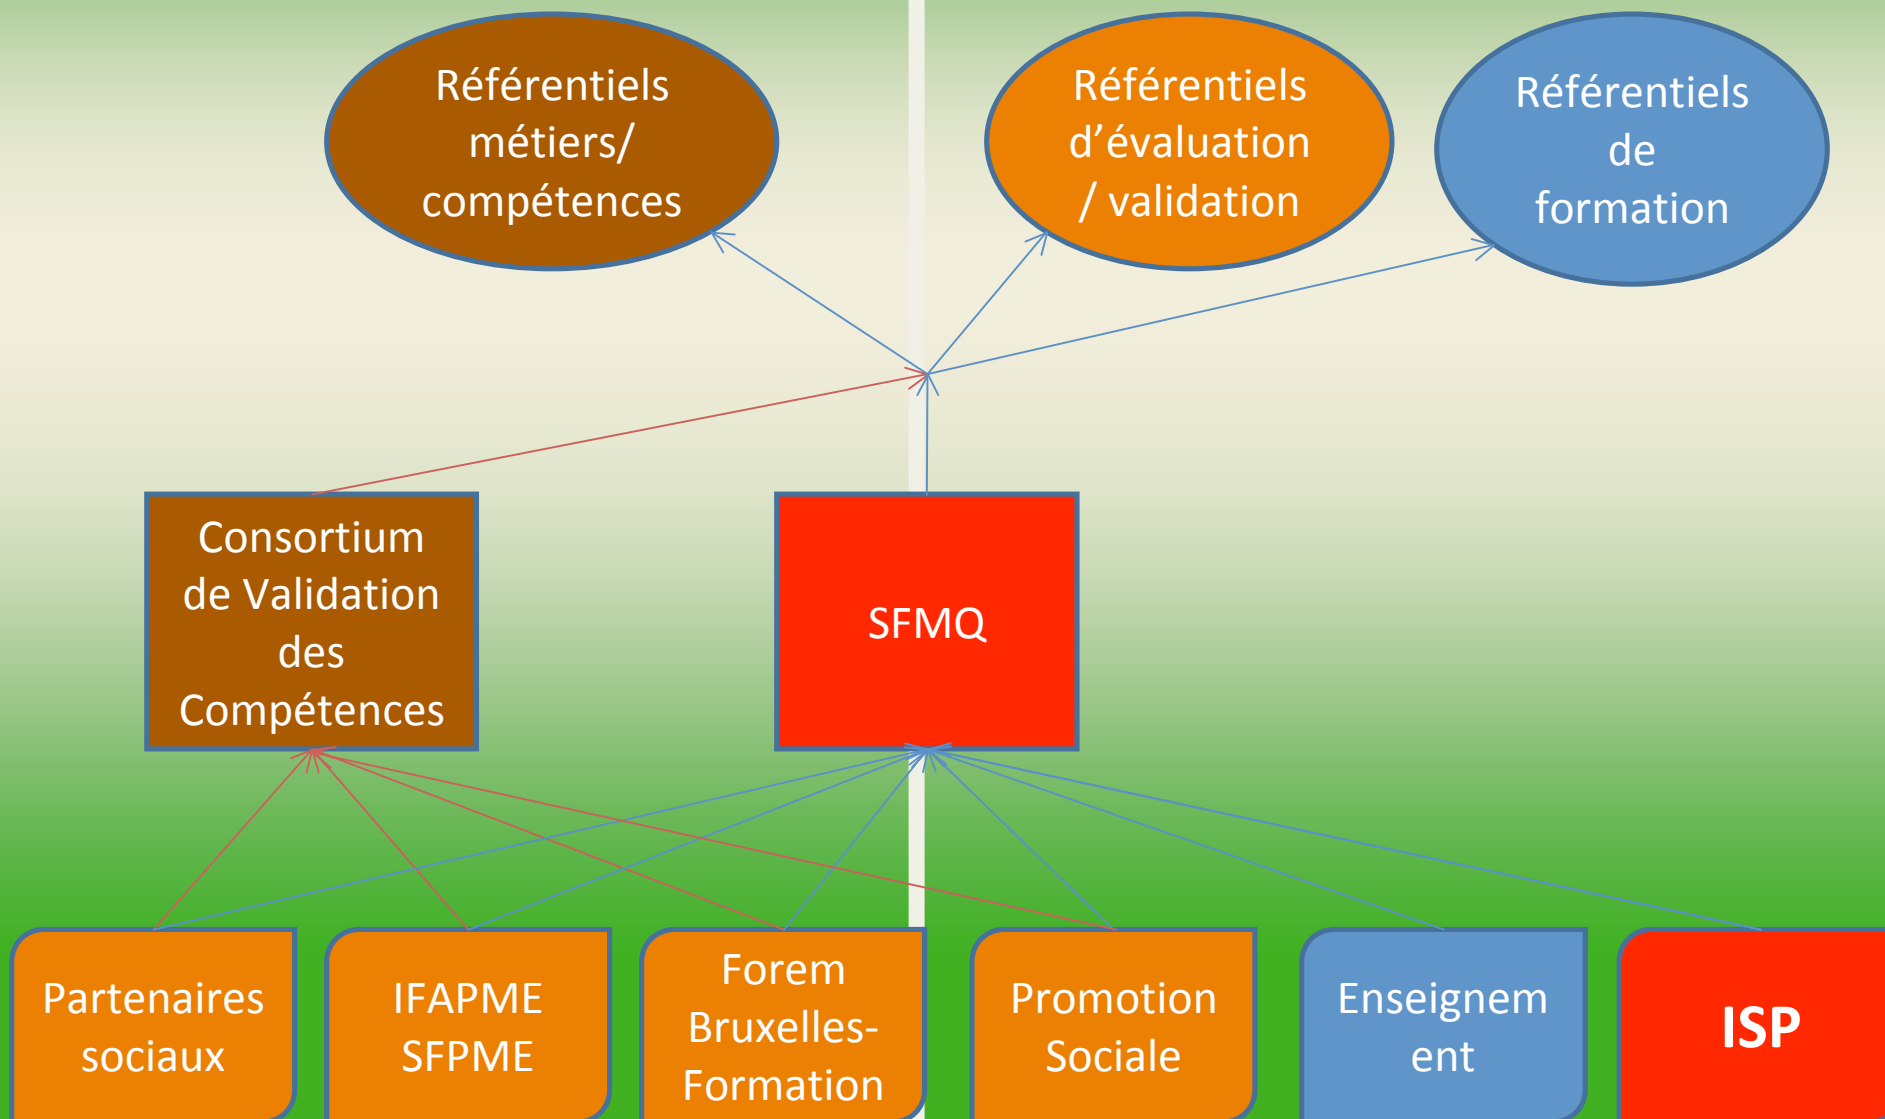 Référentiels
métiers/
compétences
Référentiels
d’évaluation
/ validation
Référentiels
de
formation
Consortium
de Validation
des
Compétences
SFMQ
Partenaires
sociaux
IFAPME
SFPME
Forem
Bruxelles-
Formation
Promotion
Sociale
Enseignem
ent
ISP